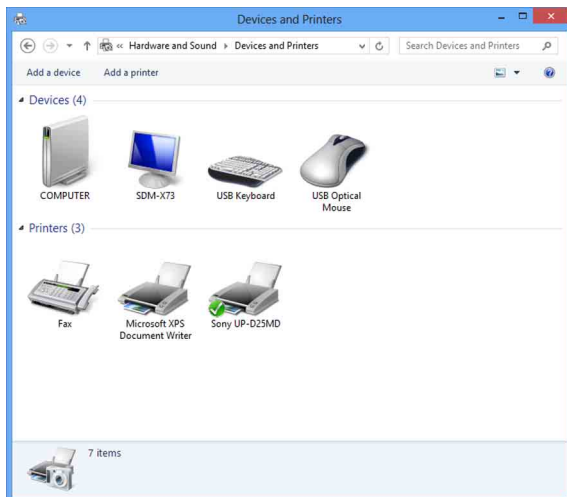 Devices and Printers
« Hardware and Sound ▸ Devices and Printers
Search Devices and Printers
Add a device Add a printer
Devices (4)
COMPUTER
SDM-X73
USB Keyboard
USB Optical
Mouse
Printers (3)
Fax
Microsoft XPS
Document Writer
Sony UP-D25MD
7 items